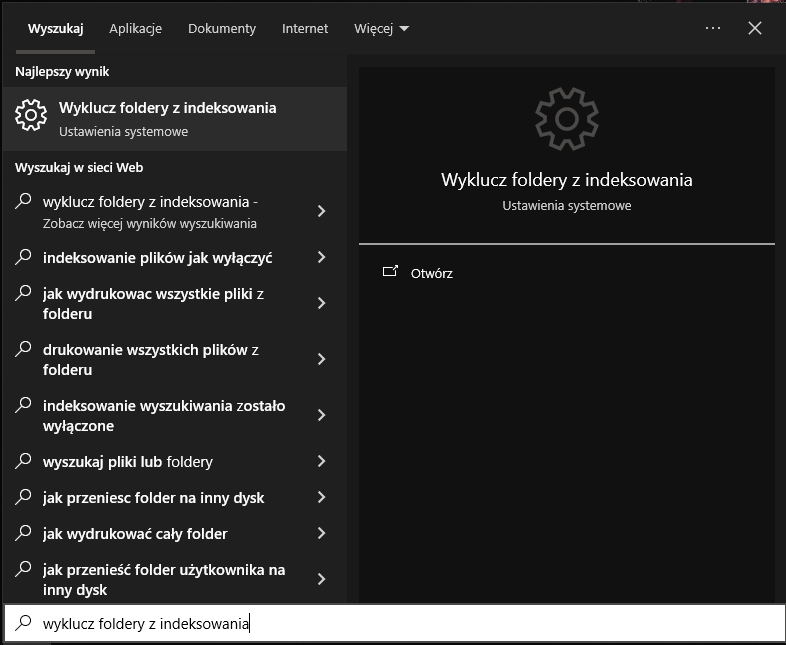 Wyszukaj Aplikacje Dokumenty Internet Więcej
Najlepszy wynik
Wyklucz foldery z indeksowania
Ustawienia systemowe
Wyszukaj w sieci Web
wyklucz foldery z indeksowania -
Zobacz więcej wyników wyszukiwania
indeksowanie plików jak wyłączyć
jak wydrukowac wszystkie pliki z
folderu
drukowanie wszystkich plików z
folderu
indeksowanie wyszukiwania zostało
wyłączone
wyszukaj pliki lub foldery
jak przeniesc folder na inny dysk
jak wydrukować cały folder
jak przenieść folder użytkownika na
inny dysk
Wyklucz foldery z indeksowania
Ustawienia systemowe
Otwórz
wyklucz foldery z indeksowania